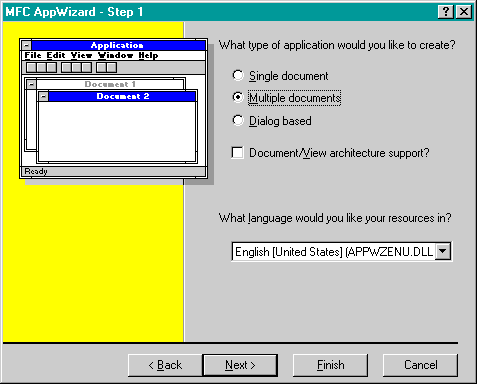 MFC AppWizard - Step 1
Application
File Edit View Window Help
Document 1
Document 2
Ready
What type of application would you like to create?
Single document
Multiple documents
Dialog based
Document/View architecture support?
What language would you like your resources in?
English [United States] (APPWZENU.DLL
< Back
Next >
Finish
Cancel